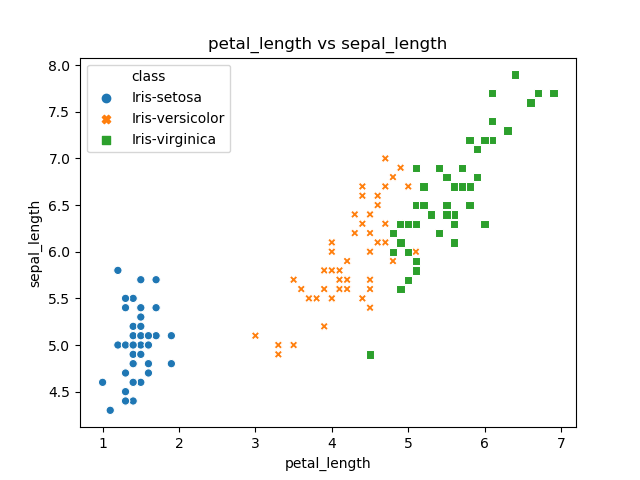 petal_length vs sepal_length
class
Iris-setosa
Iris-versicolor
Iris-virginica
8.0
7.5
7.0
6.5
6.0
5.5
5.0
4.5
sepal_length
1 2 3 4 5 6 7
petal_length